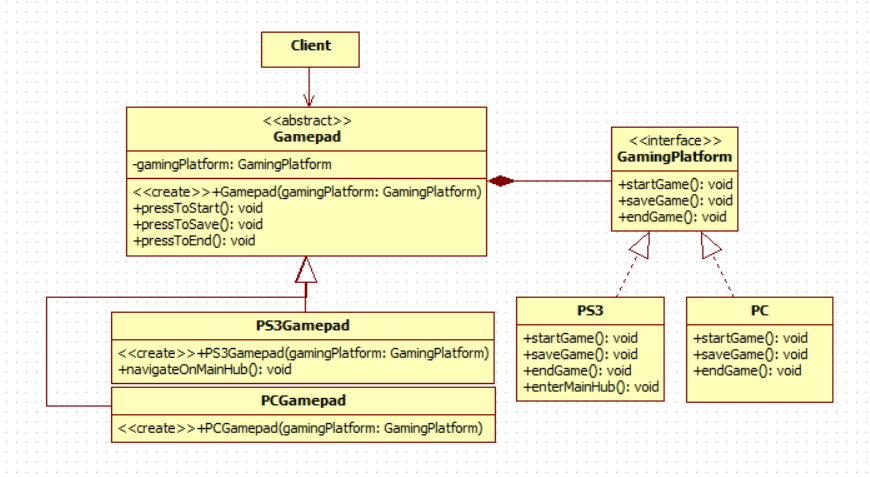 Client
<<abstract>>
Gamepad
-gamingPlatform: GamingPlatform
<<create>>+Gamepad(gamingPlatform: GamingPlatform)
+pressToStart(): void
+pressToSave(): void
+pressToEnd(): void
<<interface>>
GamingPlatform
+startGame(): void
+saveGame(): void
+endGame(): void
PS3Gamepad
<<create>>+PS3Gamepad(gamingPlatform: GamingPlatform)
+navigateOnMainHub(): void
PCGamepad
<<create>>+PCGamepad(gamingPlatform: GamingPlatform)
PS3
+startGame(): void
+saveGame(): void
+endGame(): void
+enterMainHub(): void
PC
+startGame(): void
+saveGame(): void
+endGame(): void